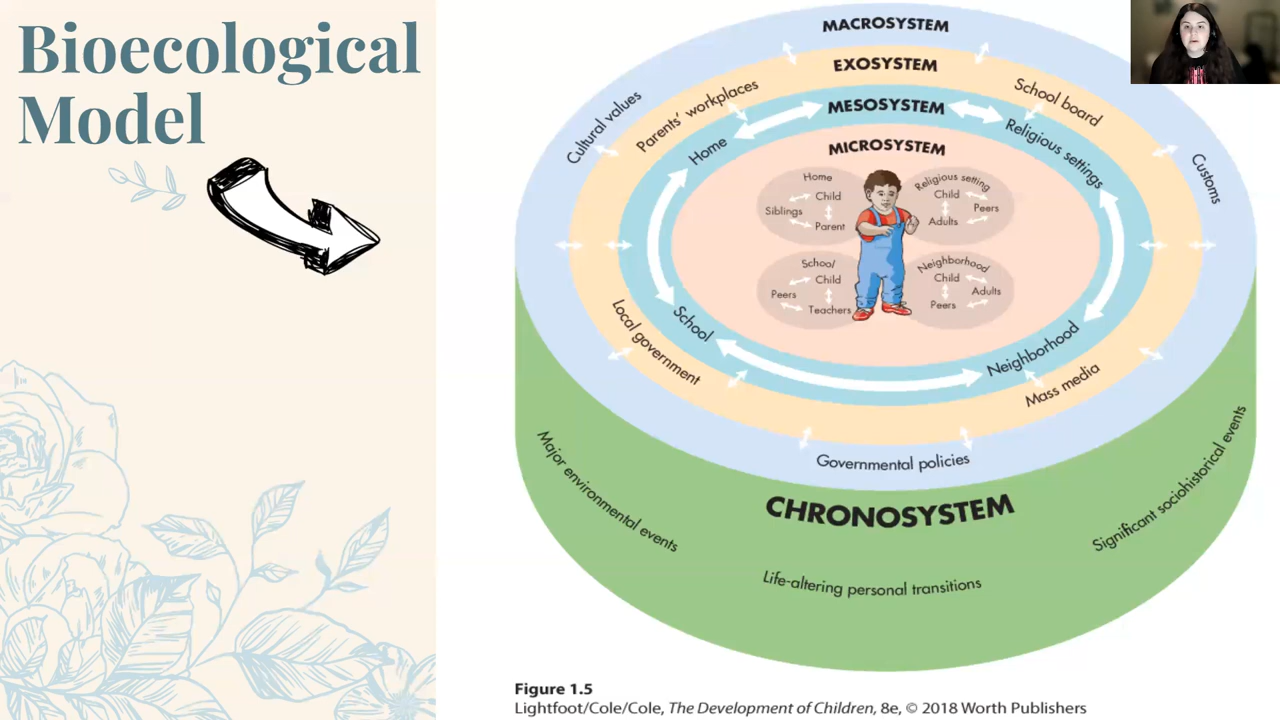 Bioecological
Model
MACROSYSTEM
EXOSYSTEM
MESOSYSTEM
MICROSYSTEM
Cultural values
Parents' workplaces
School board
Customs
Home
Religious settings
Home
Child
Siblings
Parent
Religious setting
Child
Peers
Adults
School
Child
Peers
Teachers
Neighborhood
Child
Adults
Peers
School
Neighborhood
Local government
Mass media
Governmental policies
CHRONOSYSTEM
Major environmental events
Life-altering personal transitions
Significant sociohistorical events
Figure 1.5
Lightfoot/Cole/Cole, The Development of Children, 8e, © 2018 Worth Publishers